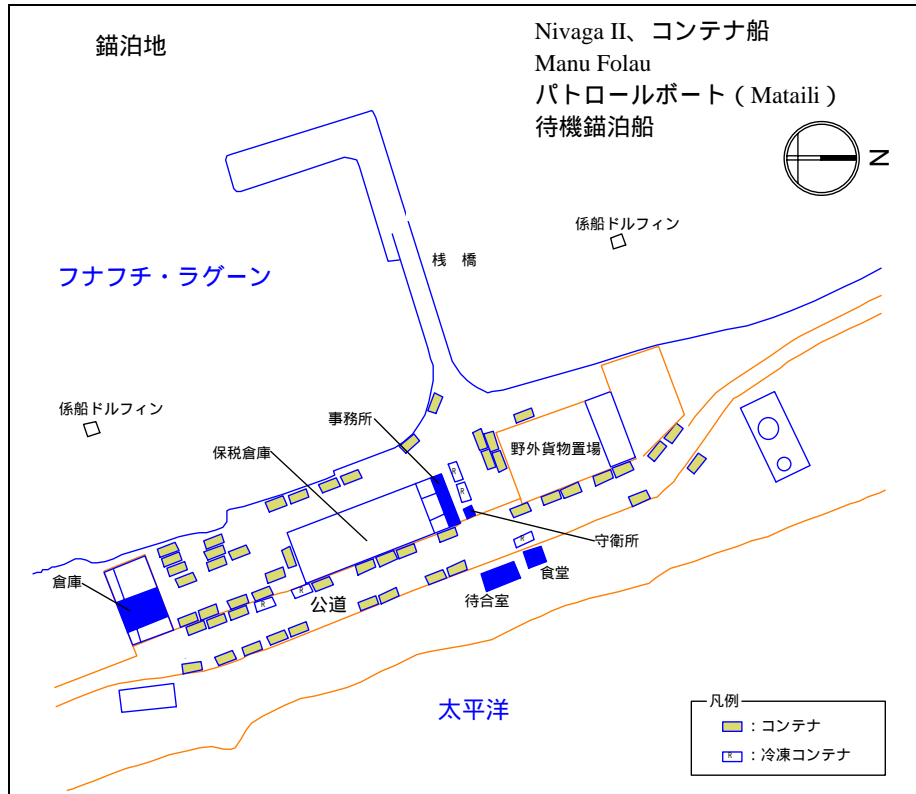 錨泊地
Nivaga II、コンテナ船
Manu Folau
パトロールボート（Mataili）
待機錨泊船
N
係船ドルフィン
桟 橋
フナフチ・ラグーン
係船ドルフィン
事務所
保税倉庫
野外貨物置場
R
R
守衛所
R
食堂
倉庫
待合室
公道
R
R
太平洋
凡例
：コンテナ
R
：冷凍コンテナ